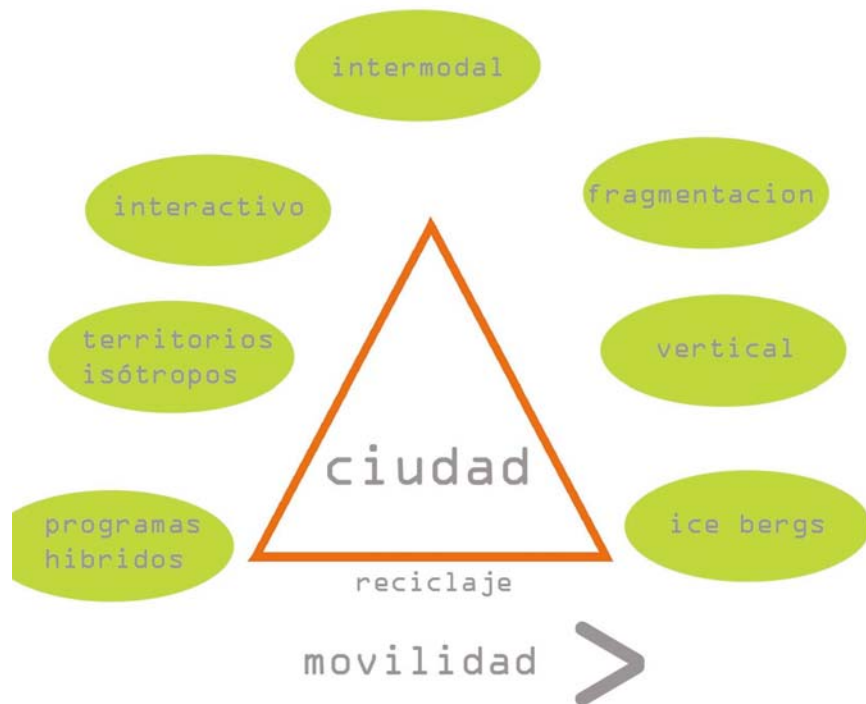 intermodal
interactivo
fragmentacion
territorios
isótropos
vertical
ciudad
programas
hibridos
ice bergs
reciclaje
movilidad >